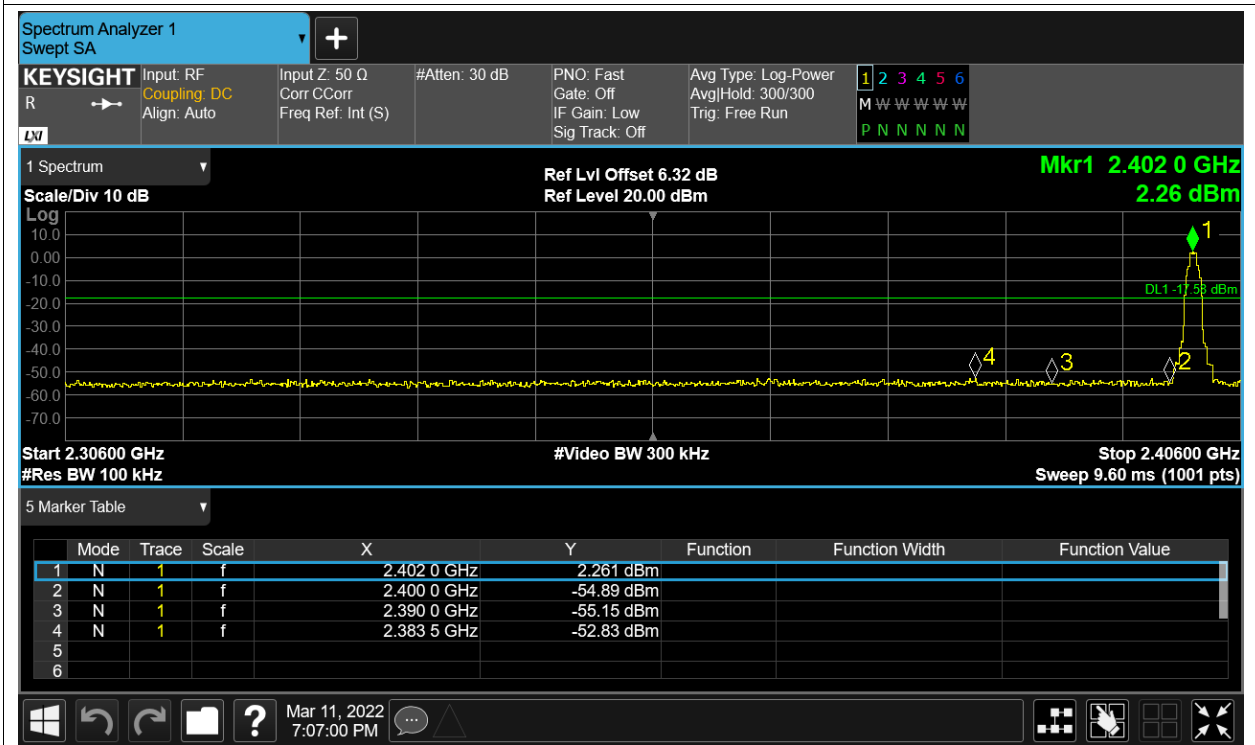 Spectrum Analyzer 1
Swept SA
KEYSIGHT Input: RF Input Z: 50 Ω #Atten: 30 dB PNO: Fast Avg Type: Log-Power 1 2 3 4 5 6
R Coupling: DC Corr CCorr Gate: Off Avg|Hold: 300/300 M W W W W W
Align: Auto Freq Ref: Int (S) IF Gain: Low Trig: Free Run
LXI Sig Track: Off P N N N N N
1 Spectrum Ref Lvl Offset 6.32 dB Mkr1 2.402 0 GHz
Scale/Div 10 dB Ref Level 20.00 dBm 2.26 dBm
Log
10.0
0.00
-10.0
-20.0
-30.0
-40.0
-50.0
-60.0
-70.0
1
DL1 -17.53 dBm
4 3 2
Start 2.30600 GHz #Video BW 300 kHz Stop 2.40600 GHz
#Res BW 100 kHz Sweep 9.60 ms (1001 pts)
5 Marker Table
Mode Trace Scale X Y Function Function Width Function Value
1 N 1 f 2.402 0 GHz 2.261 dBm
2 N 1 f 2.400 0 GHz -54.89 dBm
3 N 1 f 2.390 0 GHz -55.15 dBm
4 N 1 f 2.383 5 GHz -52.83 dBm
5
6
? Mar 11, 2022
7:07:00 PM